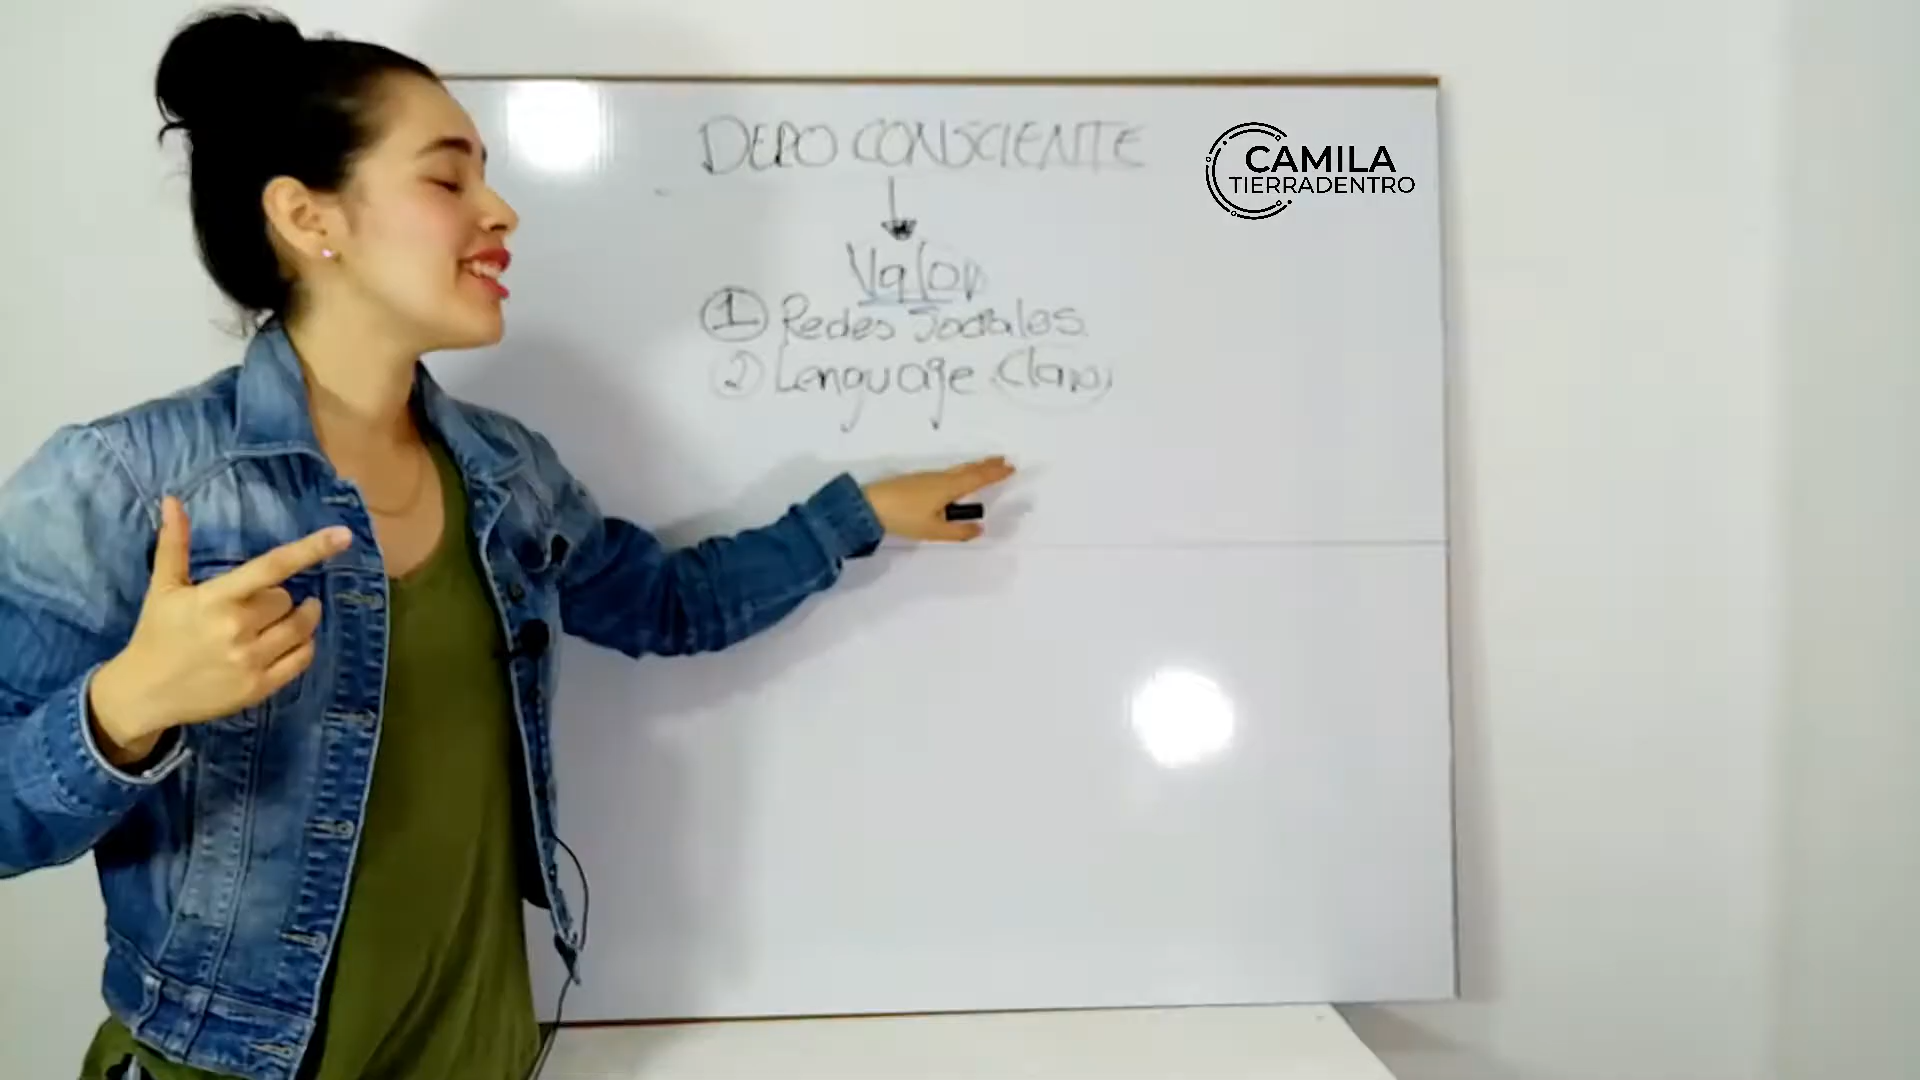 DEPO CONSCIENTE
Valor
1 Redes Sociales.
2 Lenguaje (Claro)
CAMILA
TIERRADENTRO